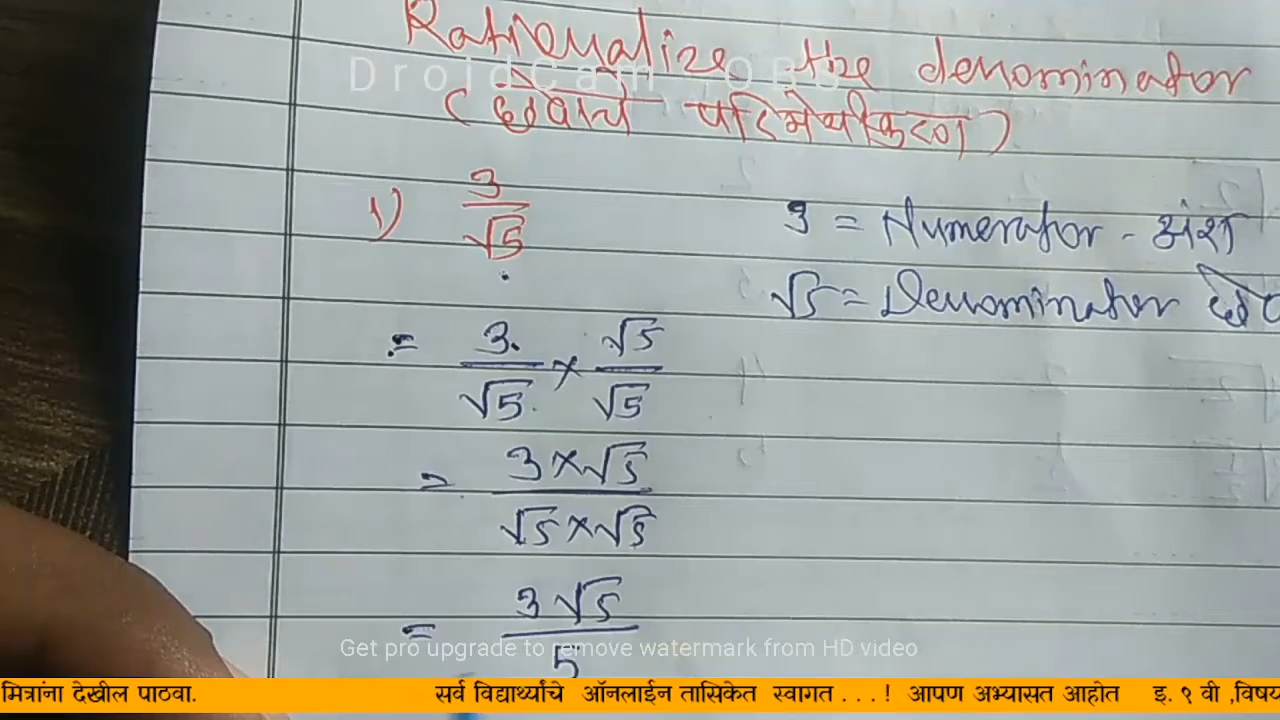 Rationalize the denominator
DroidCam OBS
(छेदाचे परिमेयीकरण)
1) 3/√5
3 = Numerator - अंश
√5 = Denominator
= 3/√5 × √5/√5
= 3×√5/√5×√5
= 3√5/5
Get pro upgrade to remove watermark from HD video
मित्रांना देखील पाठवा. सर्व विद्यार्थ्यांचे ऑनलाईन तासिकेत स्वागत . . . ! आपण अभ्यासत आहोत इ. ९ वी ,विषय